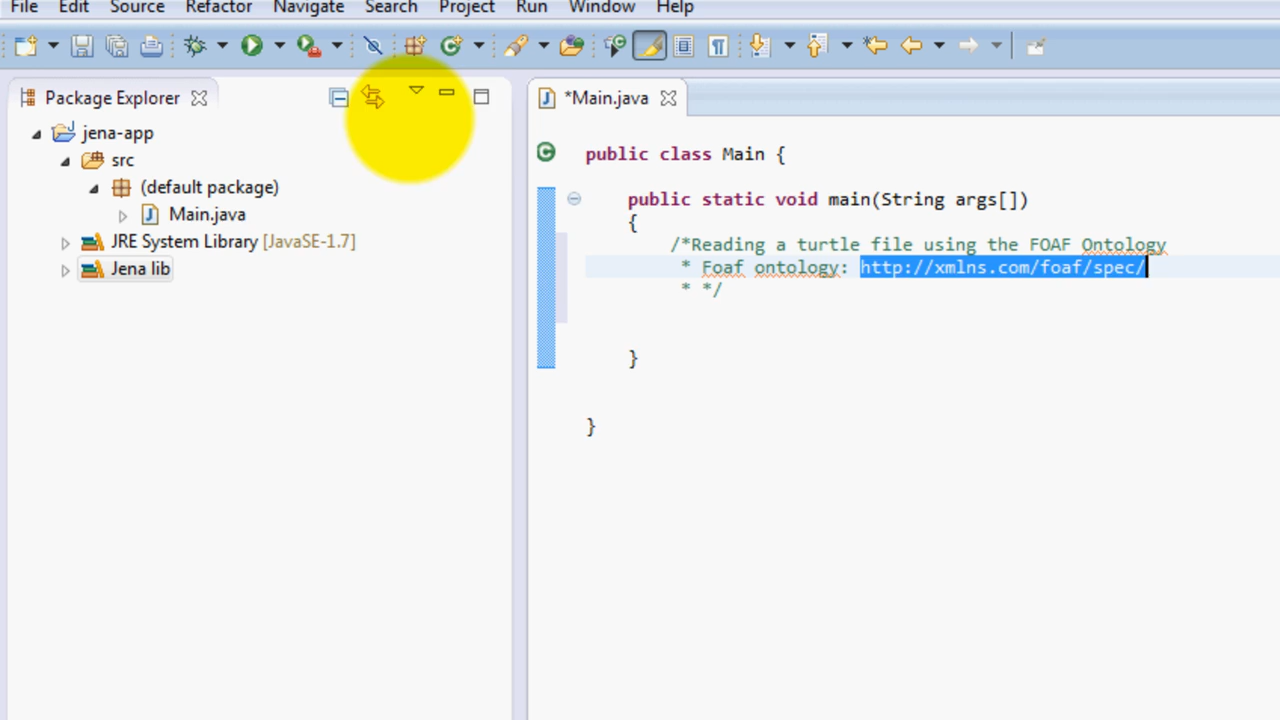 File Edit Source Refactor Navigate Search Project Run Window Help
Package Explorer
*Main.java
jena-app
src
(default package)
Main.java
JRE System Library [JavaSE-1.7]
Jena lib
public class Main {
public static void main(String args[])
{
/*Reading a turtle file using the FOAF Ontology
* Foaf ontology: http://xmlns.com/foaf/spec/
* */
}
}